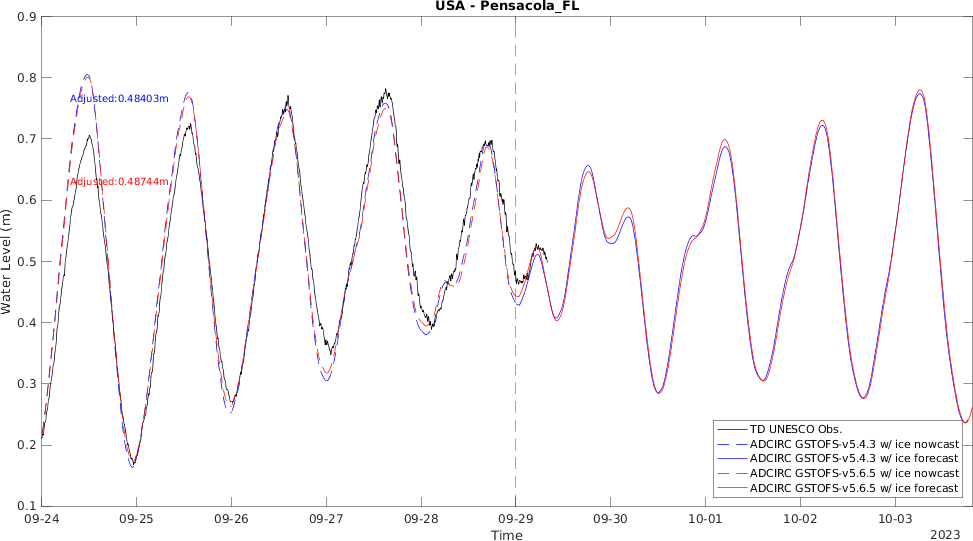 USA - Pensacola_FL
0.9
0.8
Adjusted:0.48403m
0.7
Adjusted:0.48744m
0.6
0.5
0.4
0.3
0.2
0.1
Water Level (m)
TD UNESCO Obs.
ADCIRC GSTOFS-v5.4.3 w/ ice nowcast
ADCIRC GSTOFS-v5.4.3 w/ ice forecast
ADCIRC GSTOFS-v5.6.5 w/ ice nowcast
ADCIRC GSTOFS-v5.6.5 w/ ice forecast
09-24 09-25 09-26 09-27 09-28 09-29 09-30 10-01 10-02 10-03
Time
2023